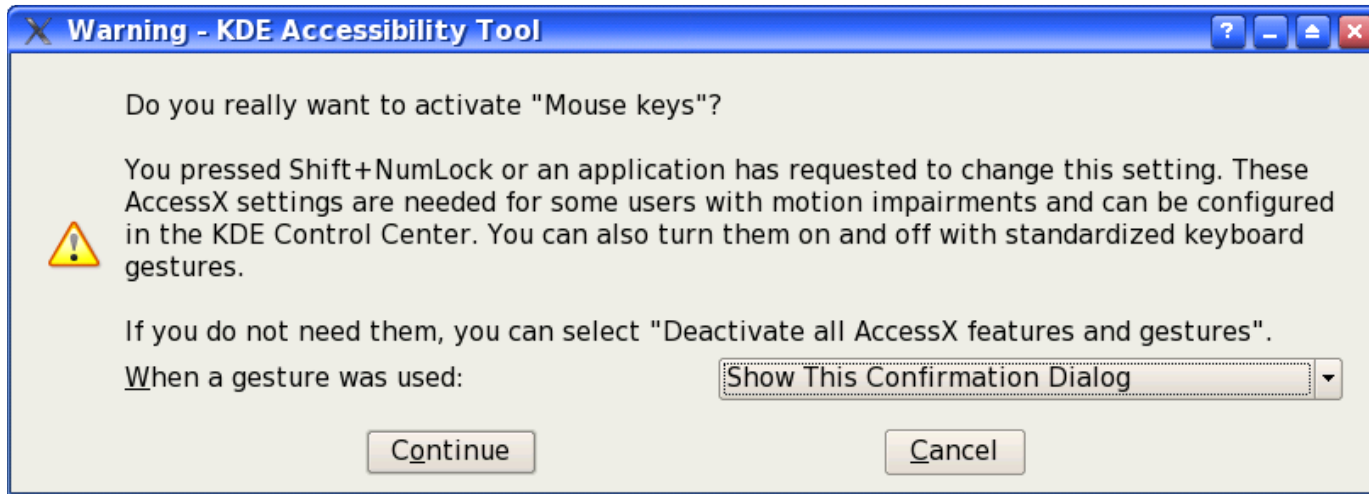 Warning - KDE Accessibility Tool
Do you really want to activate "Mouse keys"?
You pressed Shift+NumLock or an application has requested to change this setting. These
AccessX settings are needed for some users with motion impairments and can be configured
in the KDE Control Center. You can also turn them on and off with standardized keyboard
gestures.
If you do not need them, you can select "Deactivate all AccessX features and gestures".
When a gesture was used: Show This Confirmation Dialog
Continue Cancel